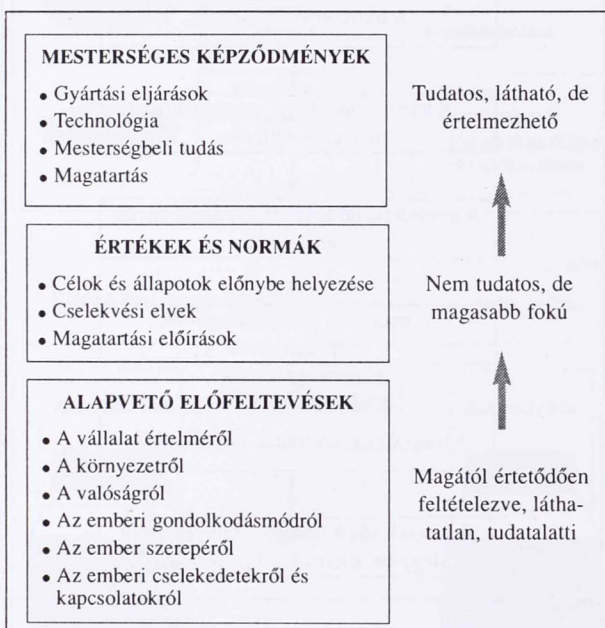 MESTERSÉGES KÉPZŐDMÉNYEK
• Gyártási eljárások
• Technológia
• Mesterségbeli tudás
• Magatartás
Tudatos, látható, de
értelmezhető
ÉRTÉKEK ÉS NORMÁK
• Célok és állapotok előnybe helyezése
• Cselekvési elvek
• Magatartási előírások
Nem tudatos, de
magasabb fokú
ALAPVETŐ ELŐFELTEVÉSEK
• A vállalat értelméről
• A környezetről
• A valóságról
• Az emberi gondolkodásmódról
• Az ember szerepéről
• Az emberi cselekedetekről és
kapcsolatokról
Magától értetődően
feltételezve, látha-
tatlan, tudatalatti